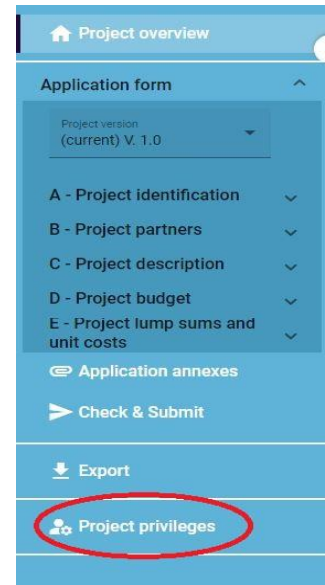 Project overview
Application form
Project version
(current) V. 1.0
A - Project identification
B - Project partners
C - Project description
D - Project budget
E - Project lump sums and
unit costs
Application annexes
Check & Submit
Export
Project privileges